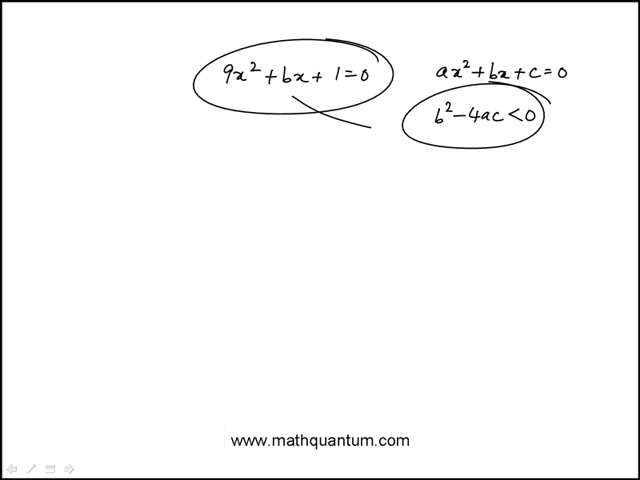 9x² + bx + 1 = 0
ax² + bx + c = 0
b² - 4ac < 0
www.mathquantum.com